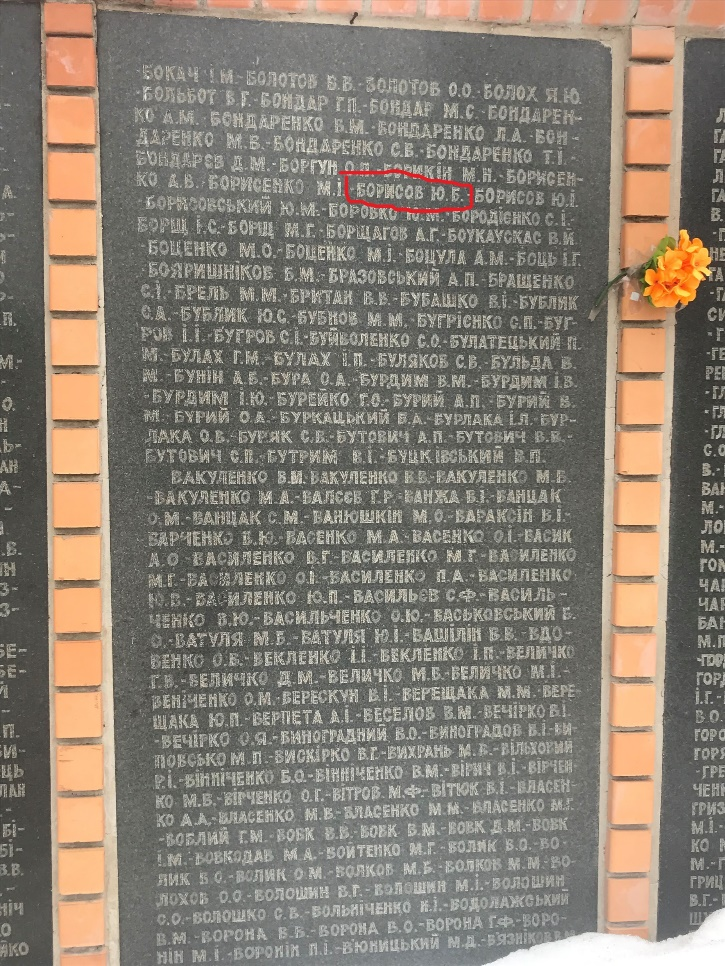 БОКАЧ І.М.-БОЛОТОВ В.В.-БОЛОТОВ О.О.-БОЛОХ Я.Ю.
-БОЛЬБОТ В.Г.-БОНДАР Г.П.-БОНДАР М.С.-БОНДАРЕН-
КО А.М.-БОНДАРЕНКО В.М.-БОНДАРЕНКО Л.А.-БОН-
ДАРЕНКО М.В.-БОНДАРЕНКО С.В.-БОНДАРЕНКО Т.І.-
БОНДАРЄВ Д.М.-БОРГУН О.П.-БОРИКІН М.Н.-БОРИСЕН-
КО А.В.-БОРИСЕНКО М.І.-БОРИСОВ Ю.Б.-БОРИСОВ Ю.І.
-БОРИСОВСЬКИЙ Ю.М.-БОРОВКО Ю.М.-БОРОДІЄНКО С.І.-
БОРЩ І.С.-БОРЩ М.Г.-БОРЩАГОВ А.Г.-БОУКАУСКАС В.Й
-БОЦЕНКО М.О.-БОЦЕНКО М.І.-БОЦУЛА А.М.-БОЦЬ І.Г.
-БОЯРИШНІКОВ Б.М.-БРАЗОВСЬКИЙ А.П.-БРАЩЕНКО
С.І.-БРЕЛЬ М.М.-БРИТАН В.В.-БУБАШКО В.І.-БУБЛИК
С.А.-БУБЛИК Ю.С.-БУБНОВ М.М.-БУГРІЄНКО С.П.-БУГ-
РОВ І.І.-БУГРОВ С.І.-БУЙВОЛЕНКО С.О.-БУЛАТЕЦЬКИЙ П.
М.-БУЛАХ Г.М.-БУЛАХ І.П.-БУЛЯКОВ С.В.-БУЛЬДА В.
М.-БУНІН А.Б.-БУРА О.А.-БУРДИМ В.М.-БУРДИМ І.В.
-БУРДИМ І.Ю.-БУРЕЙКО Г.О.-БУРИЙ А.П.-БУРИЙ В.
М.-БУРИЙ О.А.-БУРКАЦЬКИЙ В.А.-БУРЛАКА І.Л.-БУР-
ЛАКА О.В.-БУРЯК С.В.-БУТОВИЧ А.П.-БУТОВИЧ В.В.-
БУТОВИЧ С.П.-БУТРИМ В.І.-БУЦКІВСЬКИЙ В.П.
ВАКУЛЕНКО В.И.-ВАКУЛЕНКО В.В.-ВАКУЛЕНКО М.В.
-ВАКУЛЕНКО М.А.-ВАЛЄЄВ Г.Р.-ВАНЖА В.І.-ВАНЦАК
О.М.-ВАНЦАК С.М.-ВАНЮШКІН М.О.-ВАРАКСІН В.І.-
ВАРЧЕНКО В.Ю.-ВАСЕНКО М.А.-ВАСЕНКО О.І.-ВАСИК
А.О.-ВАСИЛЕНКО В.Г.-ВАСИЛЕНКО М.Г.-ВАСИЛЕНКО
М.Г.-ВАСИЛЕНКО О.І.-ВАСИЛЕНКО П.А.-ВАСИЛЕНКО
Ю.В.-ВАСИЛЕНКО Ю.П.-ВАСИЛЬЄВ С.Ф.-ВАСИЛЬ-
ЧЕНКО В.Ю.-ВАСИЛЬЧЕНКО О.Ю.-ВАСЬКОВСЬКИЙ Б.
О.-ВАТУЛЯ М.Б.-ВАТУЛЯ Ю.І.-ВАШІЛІН В.В.-ВДО-
ВЕНКО О.В.-ВЕКЛЕНКО І.І.-ВЕКЛЕНКО І.П.-ВЕЛИЧКО
Г.В.-ВЕЛИЧКО Д.М.-ВЕЛИЧКО М.В.-ВЕЛИЧКО М.І.-
ВЕНІЧЕНКО О.М.-ВЕРЕСКУН В.І.-ВЕРЕЩАКА М.М.-ВЕРЕ-
ЩАКА Ю.П.-ВЕРПЕТА А.І.-ВЕСЕЛОВ В.М.-ВЕЧІРКО В.І.
-ВЕЧІРКО О.Я.-ВИНОГРАДНИЙ В.О.-ВИНОГРАДОВ В.І.-ВИ-
ПОВСЬКО М.П.-ВИСКІРКО В.Г.-ВИХРАНЬ М.В.-ВІЛЬХОВИЙ
Р.І.-ВІННІЧЕНКО Б.О.-ВІННІЧЕНКО В.М.-ВІРИЧ В.І.-ВІРЧЕН
КО М.В.-ВІРЧЕНКО О.Г.-ВІТРОВ М.Ф.-ВІТЮК В.І.-ВЛАСЕН-
КО А.А.-ВЛАСЕНКО М.В.-ВЛАСЕНКО М.М.-ВЛАСЕНКО М.Г.
-ВОБЛИЙ Г.М.-ВОВК В.В.-ВОВК В.М.-ВОВК Д.М.-ВОВК
І.М.-ВОВКОДАВ М.А.-ВОЙТЕНКО М.Г.-ВОЛИК В.О.-ВО-
ЛИК В.О.-ВОЛИК О.М.-ВОЛКОВ М.Б.-ВОЛКОВ М.М.-ВО-
ЛОХОВ О.О.-ВОЛОШИН В.Г.-ВОЛОШИН М.І.-ВОЛОШИН
С.О.-ВОЛОШКО С.В.-ВОЛЬНІЧЕНКО Н.І.-ВОДОЛАЖСЬКИЙ
В.М.-ВОРОНА В.В.-ВОРОНА В.О.-ВОРОНА Г.Ф.-ВОРО-
НІН М.І.-ВОРОНІН П.І.-ВЮНИЦЬКИЙ М.Д.-В'ЯЗНІКОВ В.М